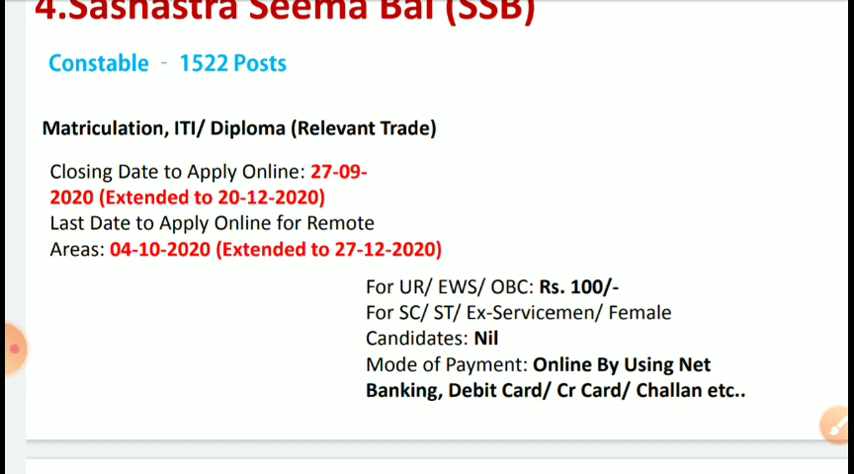 4.Sashastra Seema Bal (SSB)
Constable - 1522 Posts
Matriculation, ITI/ Diploma (Relevant Trade)
Closing Date to Apply Online: 27-09-
2020 (Extended to 20-12-2020)
Last Date to Apply Online for Remote
Areas: 04-10-2020 (Extended to 27-12-2020)
For UR/ EWS/ OBC: Rs. 100/-
For SC/ ST/ Ex-Servicemen/ Female
Candidates: Nil
Mode of Payment: Online By Using Net
Banking, Debit Card/ Cr Card/ Challan etc..